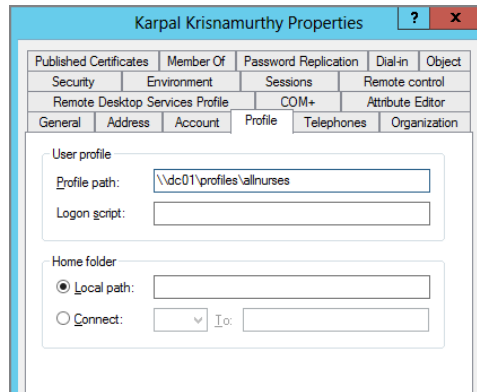 Karpal Krisnamurthy Properties ? x
Published Certificates Member Of Password Replication Dial-in Object
Security Environment Sessions Remote control
Remote Desktop Services Profile COM+ Attribute Editor
General Address Account Profile Telephones Organization
User profile
Profile path: \\dc01\profiles\allnurses
Logon script:
Home folder
Local path:
Connect: To: